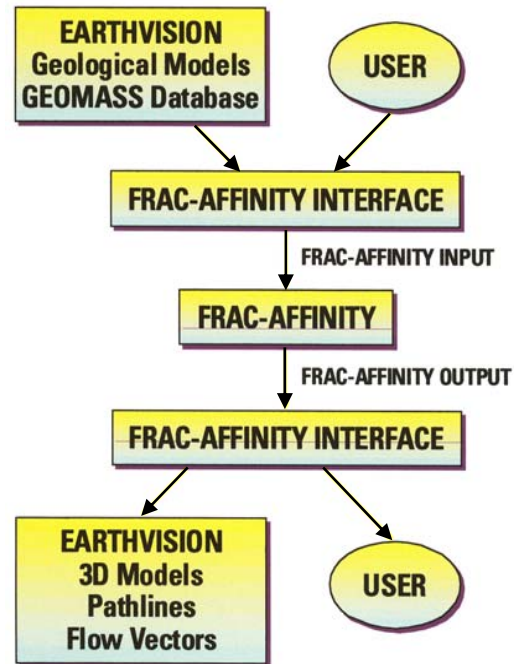 EARTHVISION
Geological Models
GEOMASS Database
USER
FRAC-AFFINITY INTERFACE
FRAC-AFFINITY INPUT
FRAC-AFFINITY
FRAC-AFFINITY OUTPUT
FRAC-AFFINITY INTERFACE
EARTHVISION
3D Models
Pathlines
Flow Vectors
USER